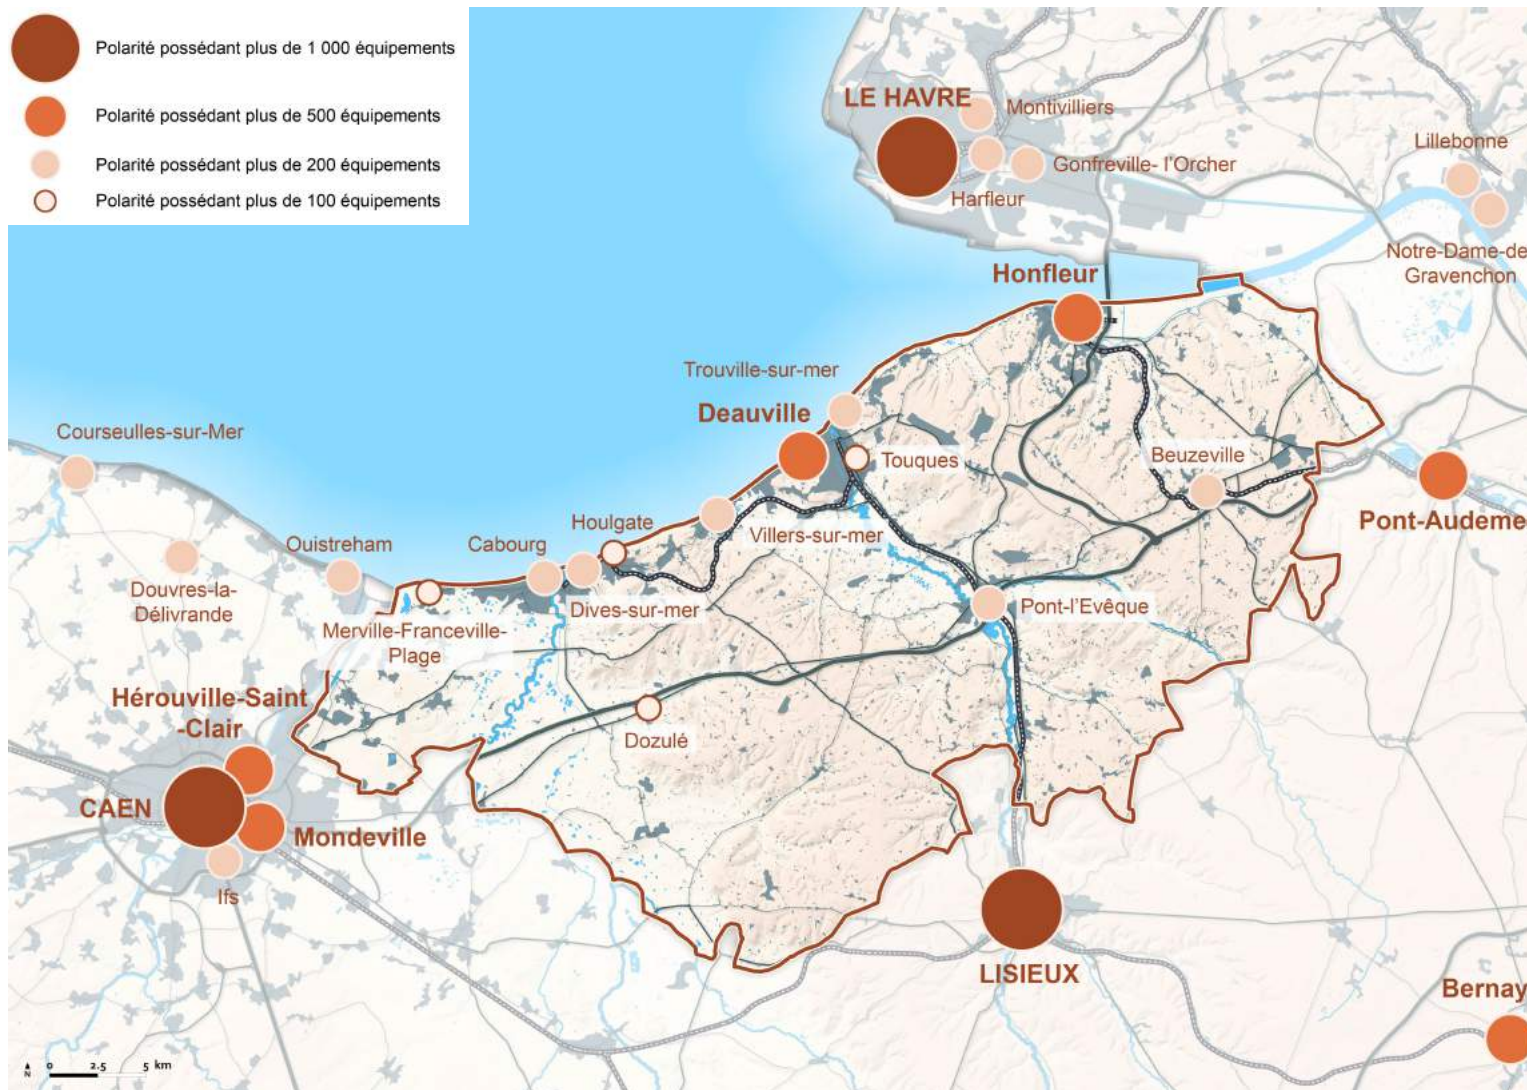 Polarité possédant plus de 1 000 équipements
Polarité possédant plus de 500 équipements
Polarité possédant plus de 200 équipements
Polarité possédant plus de 100 équipements
LE HAVRE
Montivilliers
Gonfreville- l'Orcher
Harfleur
Lillebonne
Notre-Dame-de
Gravenchon
Honfleur
Trouville-sur-mer
Deauville
Touques
Beuzeville
Pont-Audeme
Courseulles-sur-Mer
Houlgate
Villers-sur-mer
Ouistreham
Cabourg
Douvres-la-
Délivrande
Dives-sur-mer
Pont-l'Evêque
Merville-Franceville-
Plage
Hérouville-Saint
-Clair
Dozulé
CAEN
Mondeville
Ifs
LISIEUX
Bernay
N
0 2.5 5 km